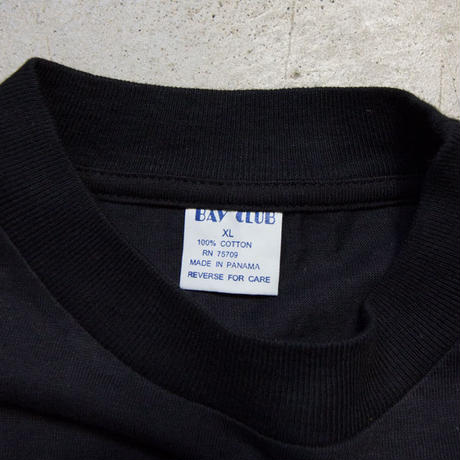 BAY CLUB
XL
100% COTTON
RN 75709
MADE IN PANAMA
REVERSE FOR CARE